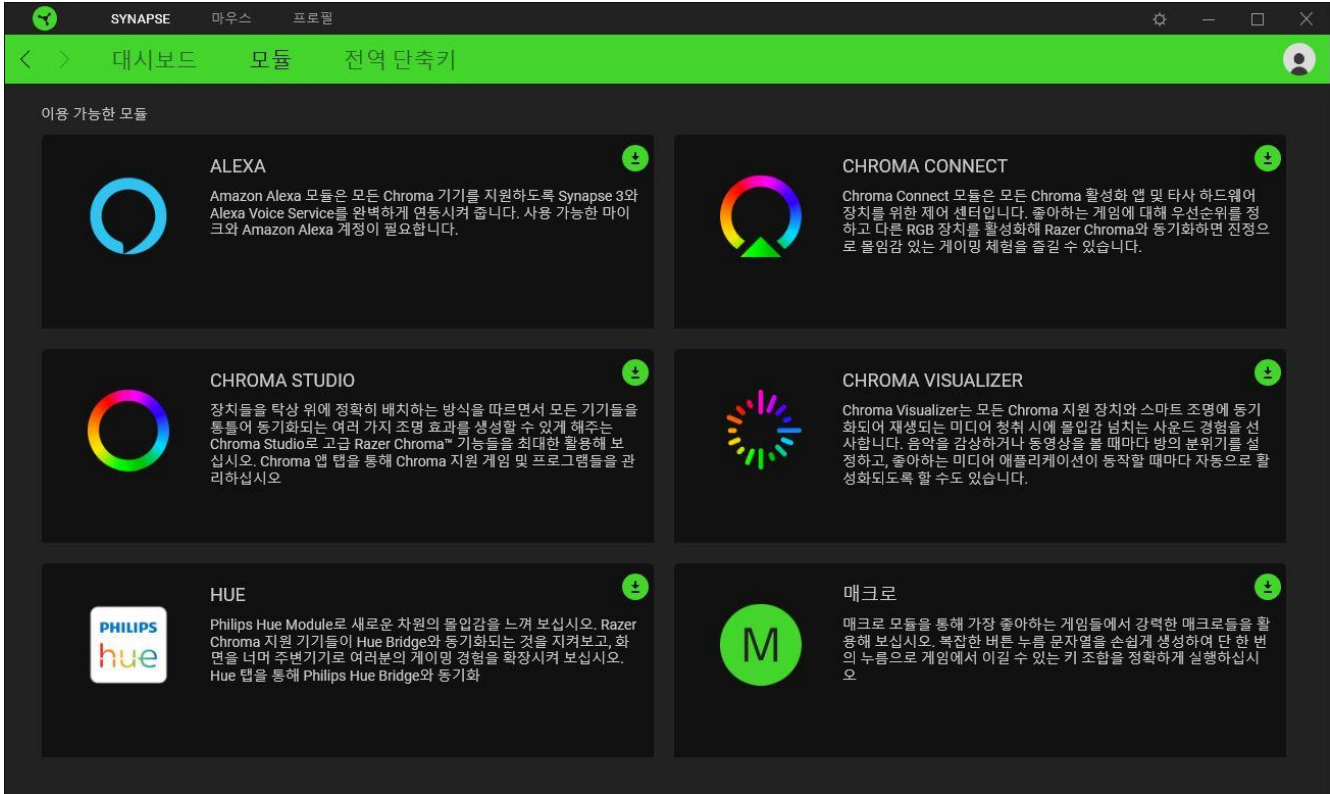 SYNAPSE 마우스 프로필
대시보드 모듈 전역 단축키
이용 가능한 모듈
ALEXA
Amazon Alexa 모듈은 모든 Chroma 기기를 지원하도록 Synapse 3와
Alexa Voice Service를 완벽하게 연동시켜 줍니다. 사용 가능한 마이
크와 Amazon Alexa 계정이 필요합니다.
CHROMA CONNECT
Chroma Connect 모듈은 모든 Chroma 활성화 앱 및 타사 하드웨어
장치를 위한 제어 센터입니다. 좋아하는 게임에 대해 우선순위를 정
하고 다른 RGB 장치를 활성화해 Razer Chroma와 동기화하면 진정으
로 몰입감 있는 게이밍 체험을 즐길 수 있습니다.
CHROMA STUDIO
장치들을 탁상 위에 정확히 배치하는 방식을 따르면서 모든 기기들을
통틀어 동기화되는 여러 가지 조명 효과를 생성할 수 있게 해주는
Chroma Studio로 고급 Razer Chroma™ 기능들을 최대한 활용해 보
십시오. Chroma 앱 탭을 통해 Chroma 지원 게임 및 프로그램들을 관
리하십시오
CHROMA VISUALIZER
Chroma Visualizer는 모든 Chroma 지원 장치와 스마트 조명에 동기
화되어 재생되는 미디어 청취 시에 몰입감 넘치는 사운드 경험을 선
사합니다. 음악을 감상하거나 동영상을 볼 때마다 방의 분위기를 설
정하고, 좋아하는 미디어 애플리케이션이 동작할 때마다 자동으로 활
성화되도록 할 수도 있습니다.
PHILIPS
hue
HUE
Philips Hue Module로 새로운 차원의 몰입감을 느껴 보십시오. Razer
Chroma 지원 기기들이 Hue Bridge와 동기화되는 것을 지켜보고, 화
면을 너머 주변기기로 여러분의 게이밍 경험을 확장시켜 보십시오.
Hue 탭을 통해 Philips Hue Bridge와 동기화
M
매크로
매크로 모듈을 통해 가장 좋아하는 게임들에서 강력한 매크로들을 활
용해 보십시오. 복잡한 버튼 누름 문자열을 손쉽게 생성하여 단 한 번
의 누름으로 게임에서 이길 수 있는 키 조합을 정확하게 실행하십시
오